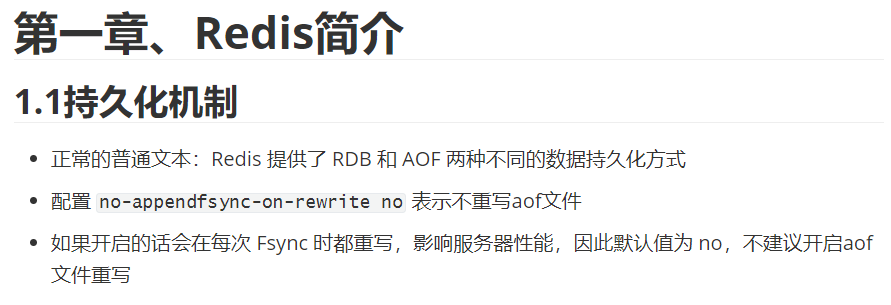 第一章、Redis简介
1.1持久化机制
正常的普通文本：Redis 提供了 RDB 和 AOF 两种不同的数据持久化方式
配置 no-appendfsync-on-rewrite no 表示不重写aof文件
如果开启的话会在每次 Fsync 时都重写，影响服务器性能，因此默认值为 no，不建议开启aof
文件重写